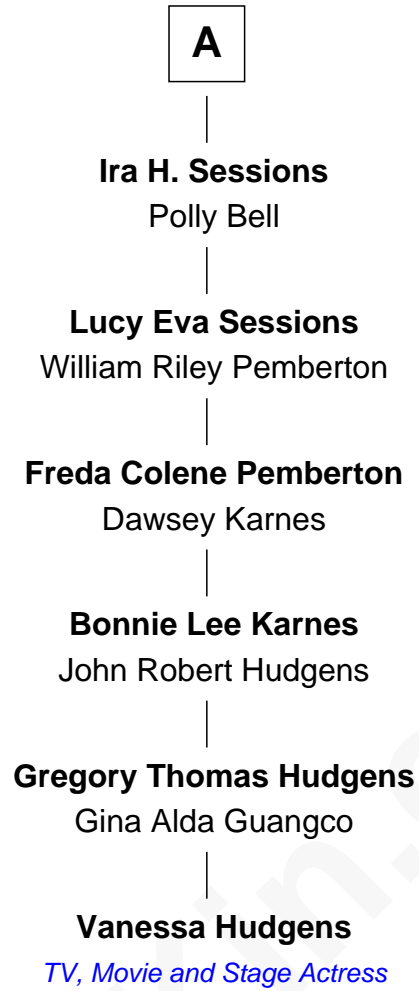 A
Ira H. Sessions
Polly Bell
Lucy Eva Sessions
William Riley Pemberton
Freda Colene Pemberton
Dawsey Karnes
Bonnie Lee Karnes
John Robert Hudgens
Gregory Thomas Hudgens
Gina Alda Guangco
Vanessa Hudgens
TV, Movie and Stage Actress